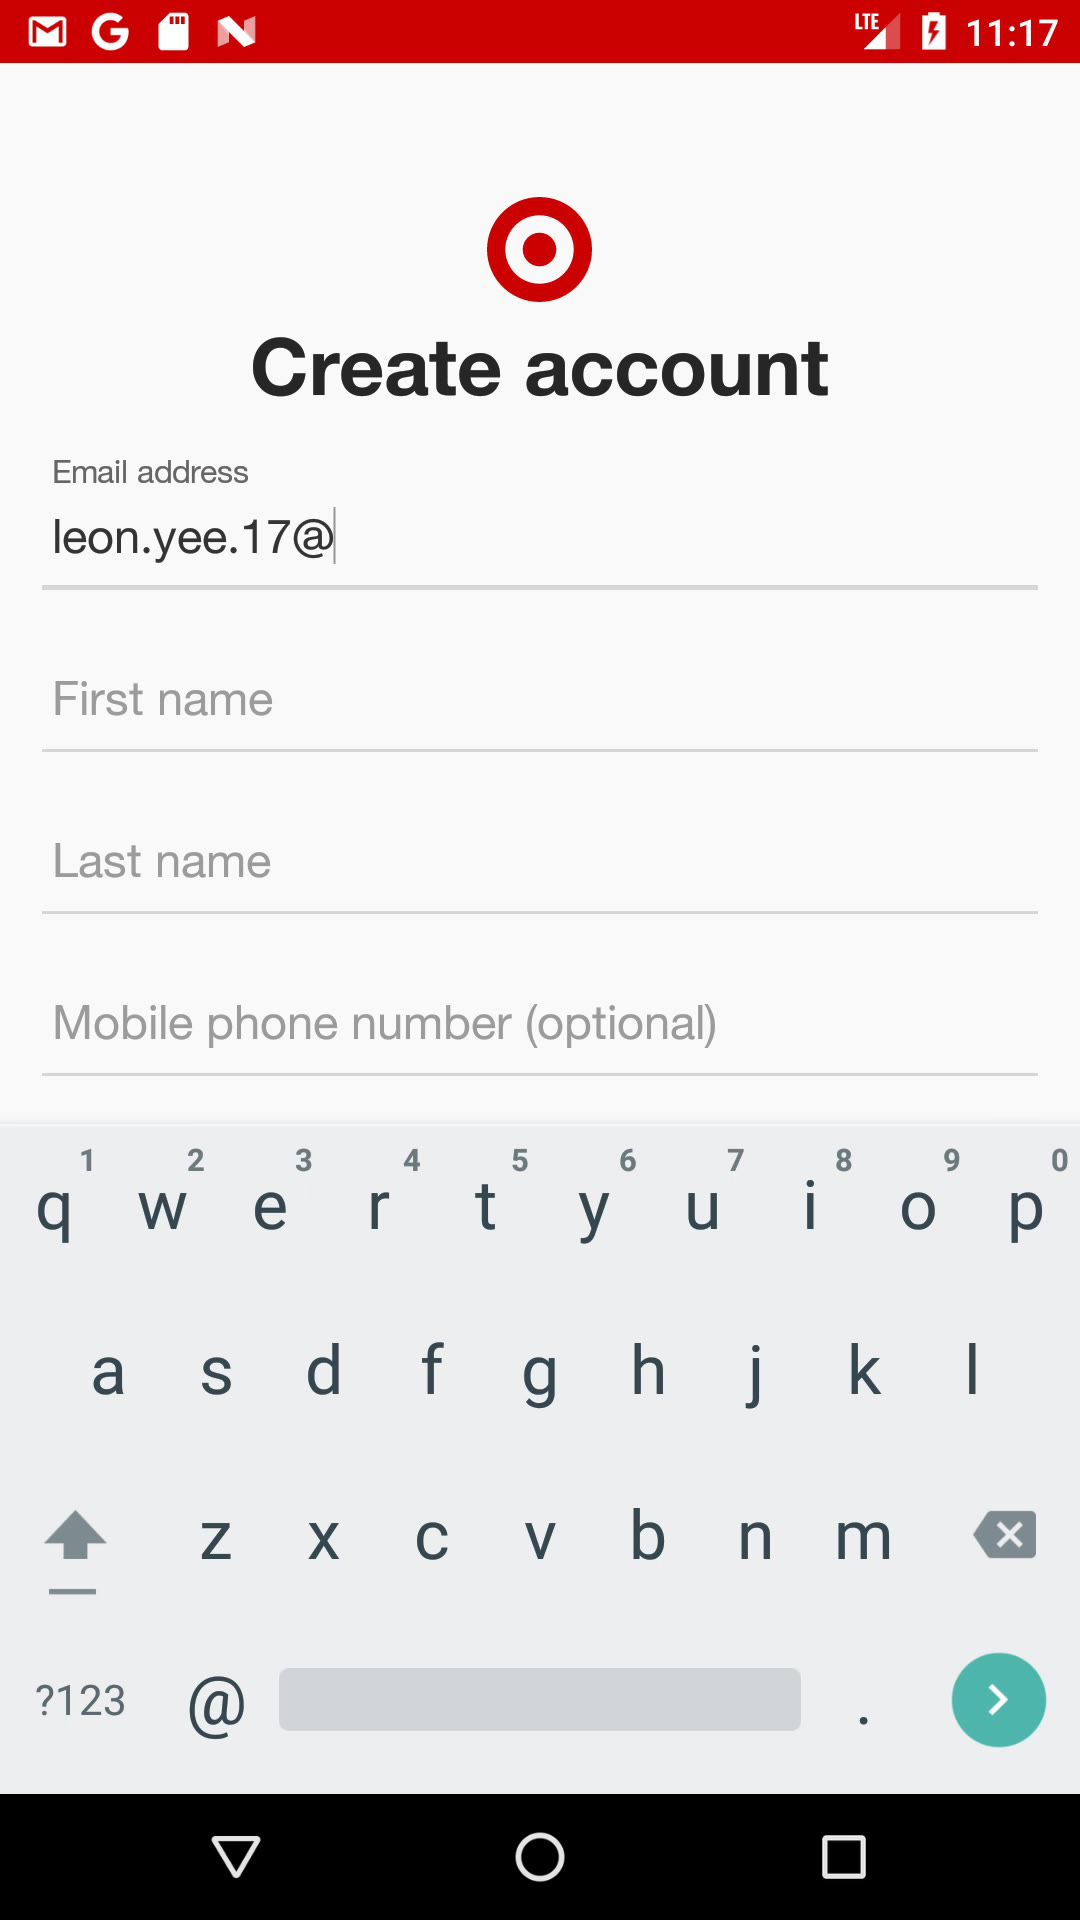 LTE 11:17
Create account
Email address
leon.yee.17@
First name
Last name
Mobile phone number (optional)
1 2 3 4 5 6 7 8 9 0
q w e r t y u i o p
a s d f g h j k l
z x c v b n m
?123 @ .